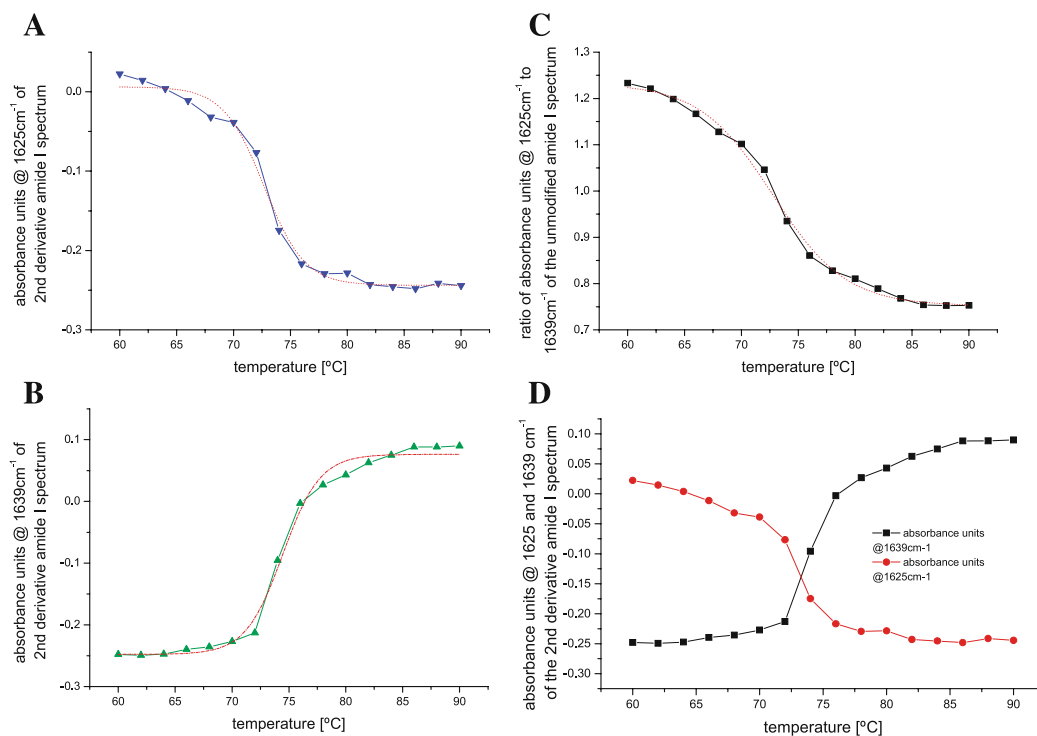 A
absorbance units @ 1625cm-1 of
2nd derivative amide I spectrum
0.0
-0.1
-0.2
-0.3
60 65 70 75 80 85 90
temperature [ºC]
C
ratio of absorbance units @ 1625cm-1 to
1639cm-1 of the unmodified amide I spectrum
1.3
1.2
1.1
1.0
0.9
0.8
0.7
60 65 70 75 80 85 90
temperature [ºC]
B
absorbance units @ 1639cm-1 of
2nd derivative amide I spectrum
0.1
0.0
-0.1
-0.2
-0.3
60 65 70 75 80 85 90
temperature [ºC]
D
absorbance units @ 1625 and 1639 cm-1
of the 2nd derivative amide I spectrum
0.10
0.05
0.00
-0.05
-0.10
-0.15
-0.20
-0.25
-0.30
absorbance units
@1639cm-1
absorbance units
@1625cm-1
60 65 70 75 80 85 90
temperature [ºC]